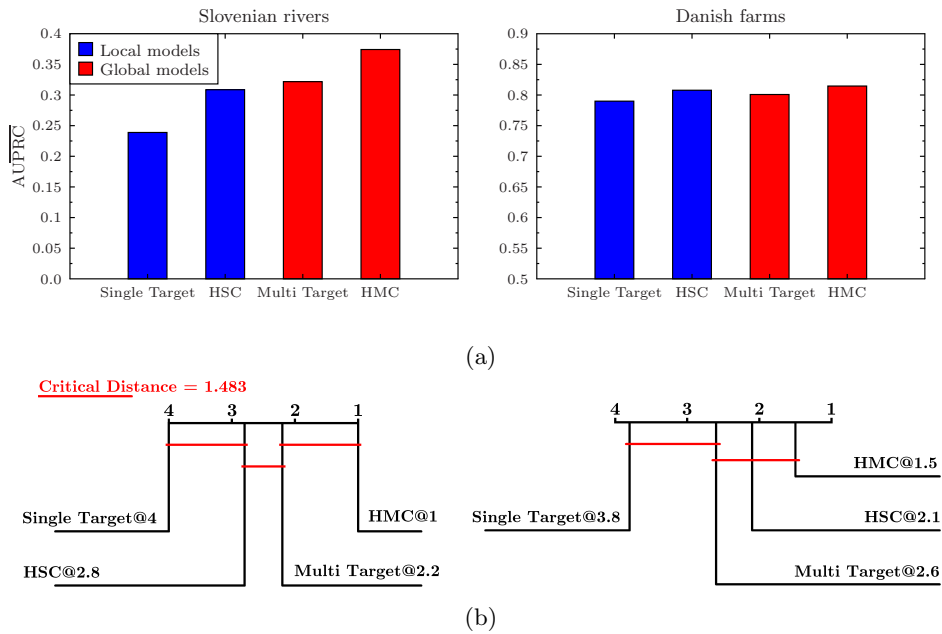 (a)
Slovenian rivers
Danish farms
0.4
0.35
0.3
0.25
0.2
0.15
0.1
0.05
0.0
AUPRC
Local models
Global models
Single Target HSC Multi Target HMC
0.9
0.85
0.8
0.75
0.7
0.65
0.6
0.55
0.5
Single Target HSC Multi Target HMC
(a)
Critical Distance = 1.483
4 3 2 1
Single Target@4
HMC@1
HSC@2.8
Multi Target@2.2
4 3 2 1
HMC@1.5
Single Target@3.8
HSC@2.1
Multi Target@2.6
(b)